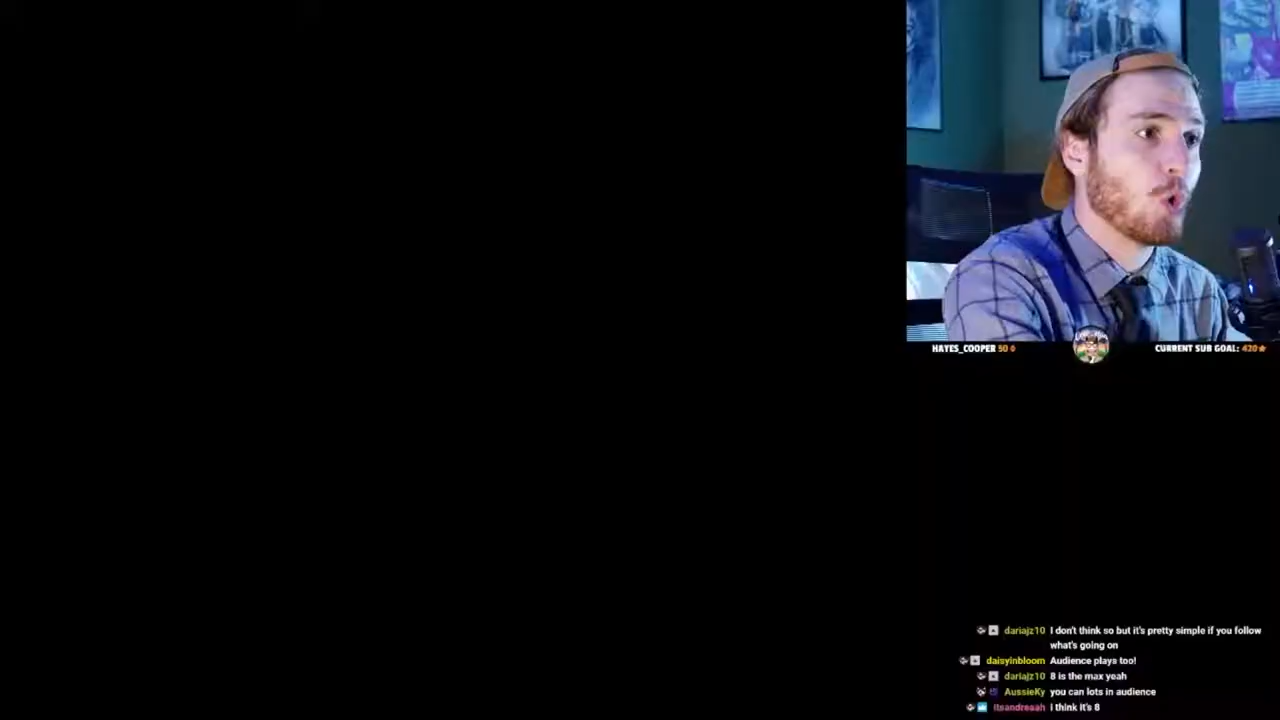 HAYES_COOPER 50
CURRENT SUB GOAL: 420
dariajz10 I don't think so but it's pretty simple if you follow
what's going on
daisyinbloom Audience plays too!
dariajz10 8 is the max yeah
AussieKy you can lots in audience
itsandreaah i think it's 8